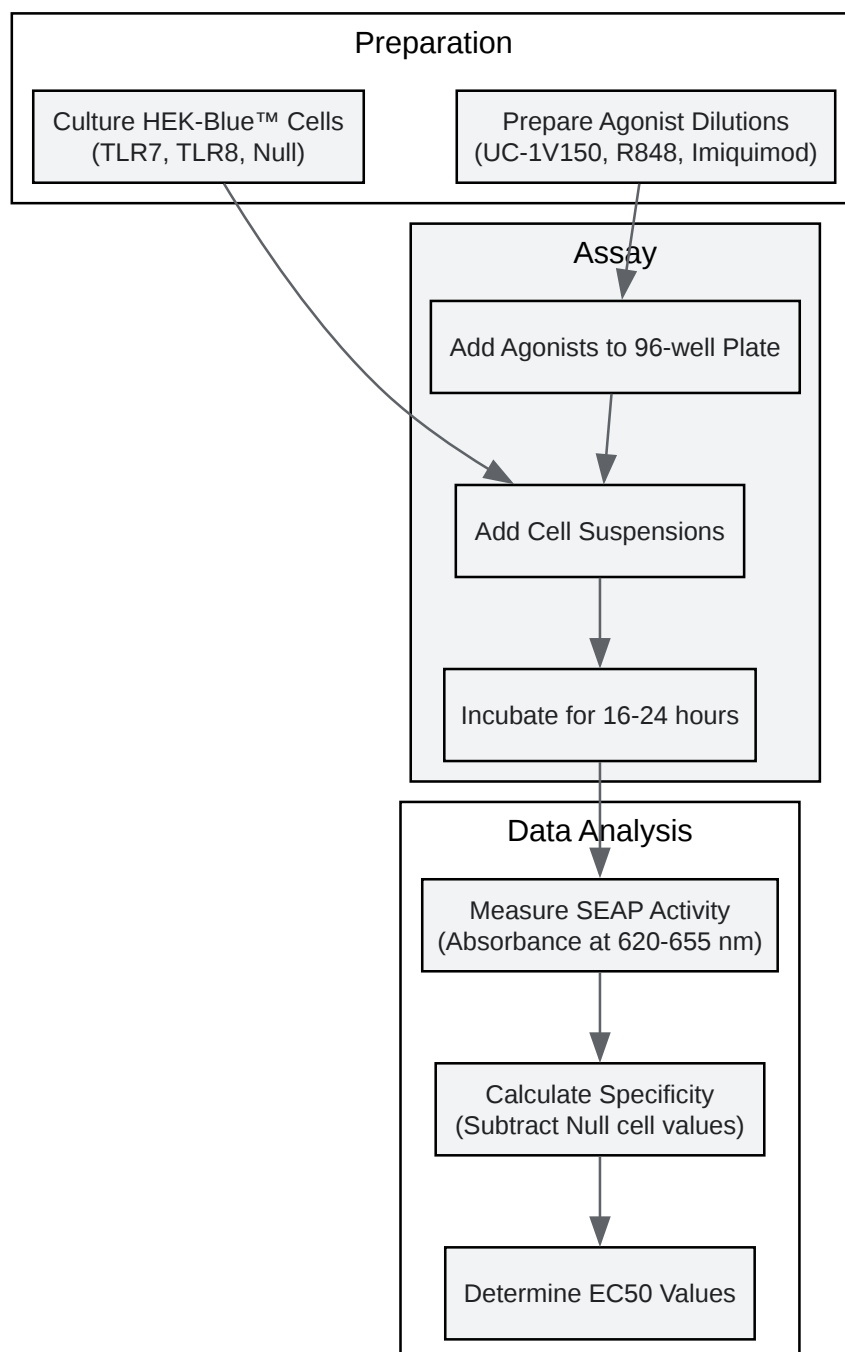 Preparation
Culture HEK-Blue™ Cells
(TLR7, TLR8, Null)
Prepare Agonist Dilutions
(UC-1V150, R848, Imiquimod)
Assay
Add Agonists to 96-well Plate
Add Cell Suspensions
Incubate for 16-24 hours
Data Analysis
Measure SEAP Activity
(Absorbance at 620-655 nm)
Calculate Specificity
(Subtract Null cell values)
Determine EC50 Values